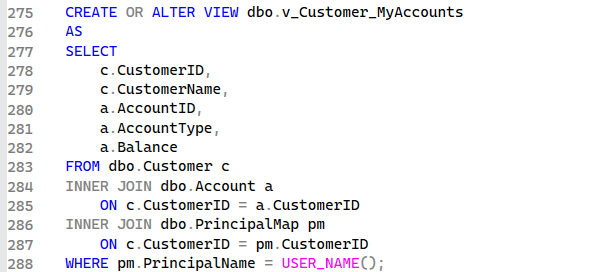 275 CREATE OR ALTER VIEW dbo.v_Customer_MyAccounts
276 AS
277 SELECT
278     c.CustomerID,
279     c.CustomerName,
280     a.AccountID,
281     a.AccountType,
282     a.Balance
283 FROM dbo.Customer c
284 INNER JOIN dbo.Account a
285     ON c.CustomerID = a.CustomerID
286 INNER JOIN dbo.PrincipalMap pm
287     ON c.CustomerID = pm.CustomerID
288 WHERE pm.PrincipalName = USER_NAME();